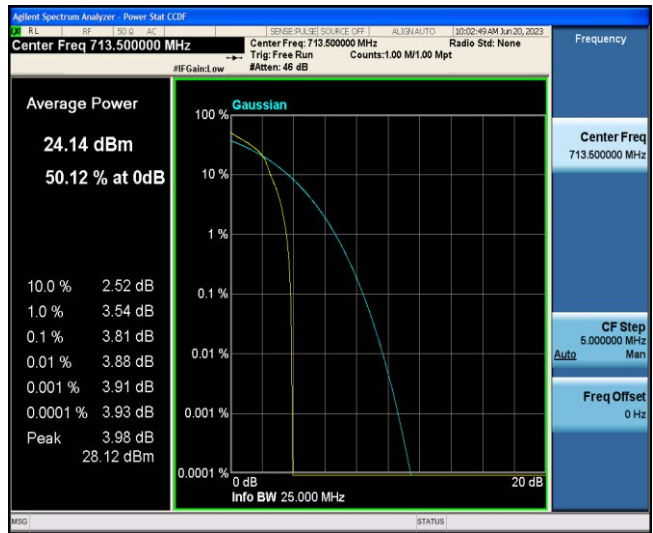 Agilent Spectrum Analyzer - Power Stat CCDF
RL RF 50 Ω AC SENSE:PULSE SOURCE OFF ALIGN AUTO 10:02:49 AM Jun 20, 2023
Center Freq 713.500000 MHz
Center Freq: 713.500000 MHz Radio Std: None
Trig: Free Run Counts:1.00 M/1.00 Mpt
#IFGain:Low #Atten: 46 dB
Frequency
Average Power
24.14 dBm
50.12 % at 0dB
10.0 % 2.52 dB
1.0 % 3.54 dB
0.1 % 3.81 dB
0.01 % 3.88 dB
0.001 % 3.91 dB
0.0001 % 3.93 dB
Peak 3.98 dB
28.12 dBm
Gaussian
100 %
10 %
1 %
0.1 %
0.01 %
0.001 %
0.0001 %
0 dB 20 dB
Info BW 25.000 MHz
Center Freq
713.500000 MHz
CF Step
5.000000 MHz
Auto Man
Freq Offset
0 Hz
MSG STATUS